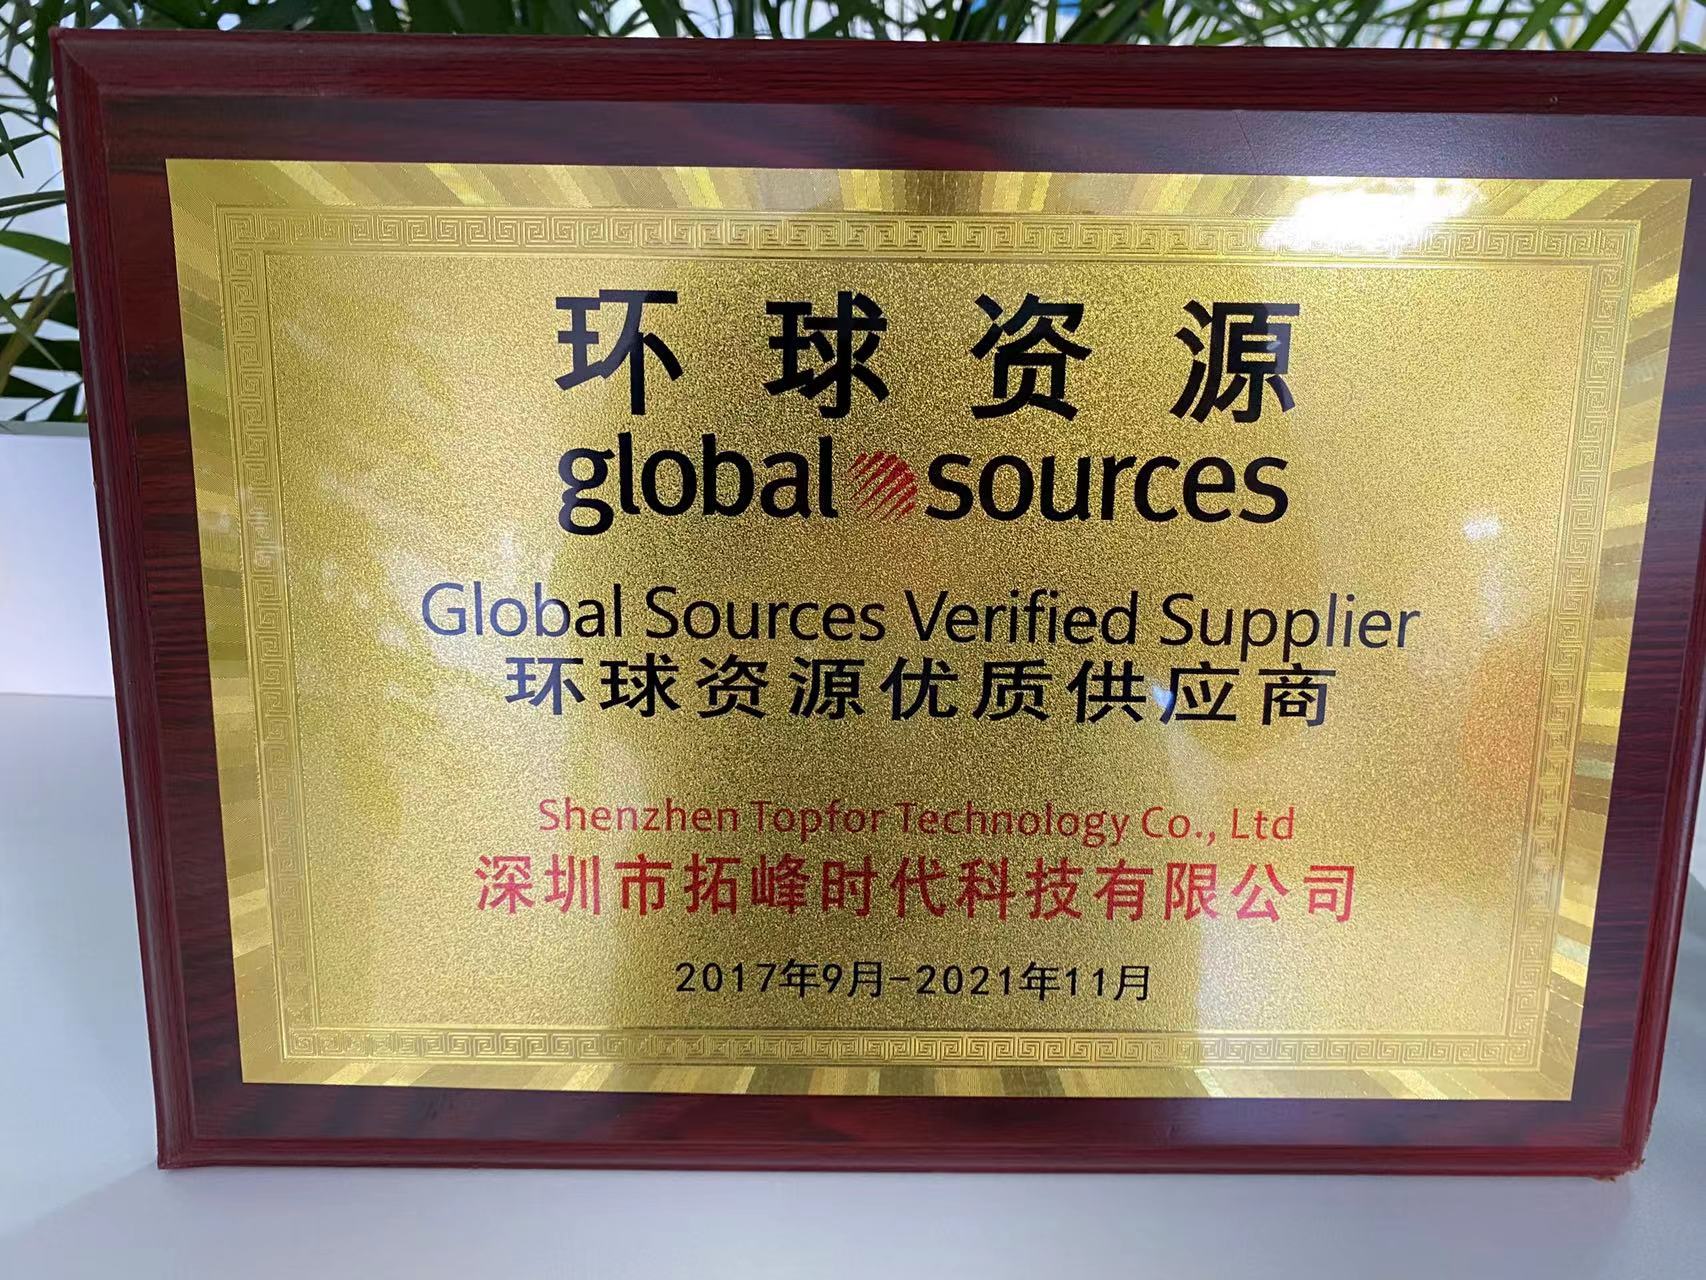 环球资源
global sources
Global Sources Verified Supplier
环球资源优质供应商
Shenzhen Topfor Technology Co., Ltd
深圳市拓峰时代科技有限公司
2017年9月-2021年11月